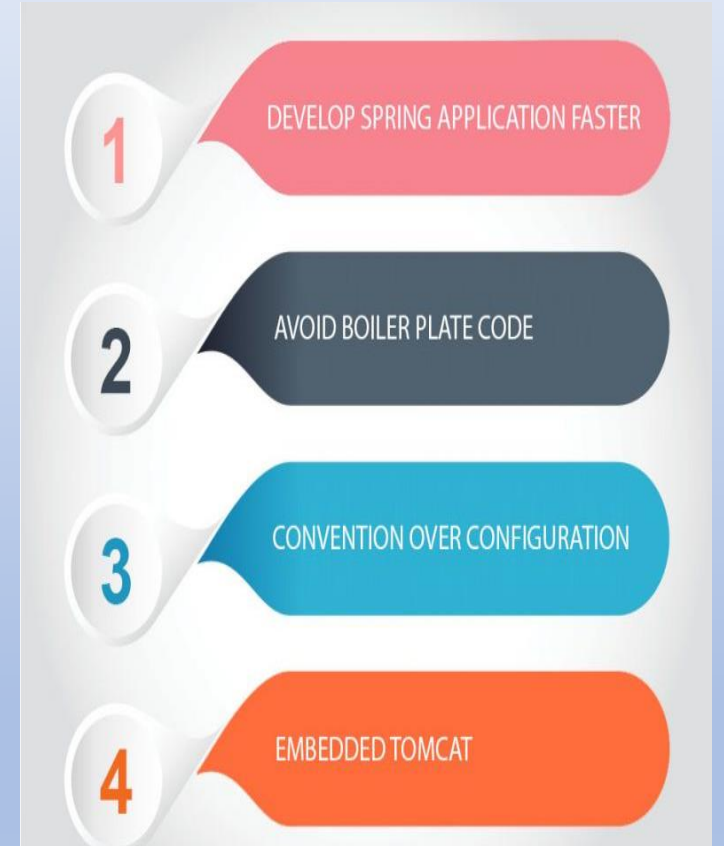 1
DEVELOP SPRING APPLICATION FASTER
2
AVOID BOILER PLATE CODE
3
CONVENTION OVER CONFIGURATION
4
EMBEDDED TOMCAT